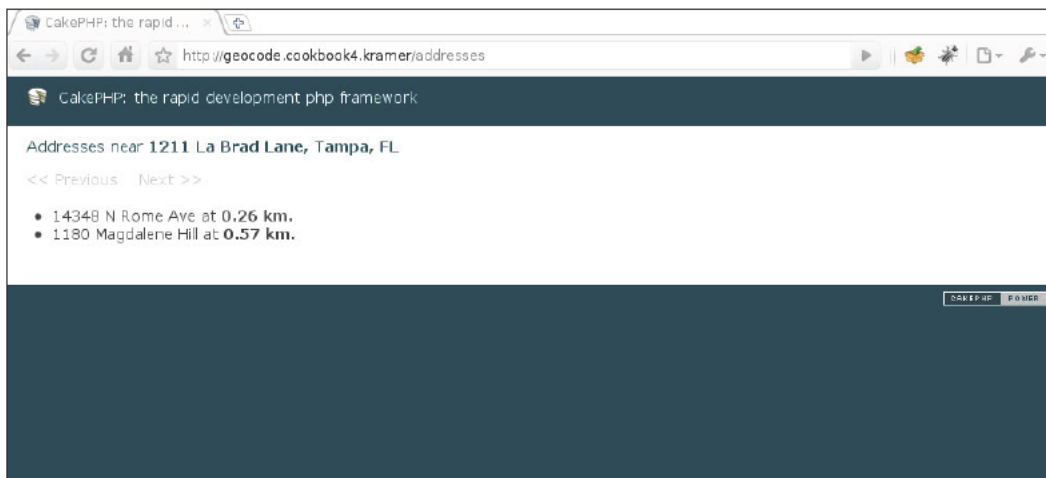 CakePHP: the rapid ...
http://geocode.cookbook4.kramer/addresses
CakePHP: the rapid development php framework
Addresses near 1211 La Brad Lane, Tampa, FL
<< Previous Next >>
• 14348 N Rome Ave at 0.26 km.
• 1180 Magdalene Hill at 0.57 km.
CAKEPHP POWER